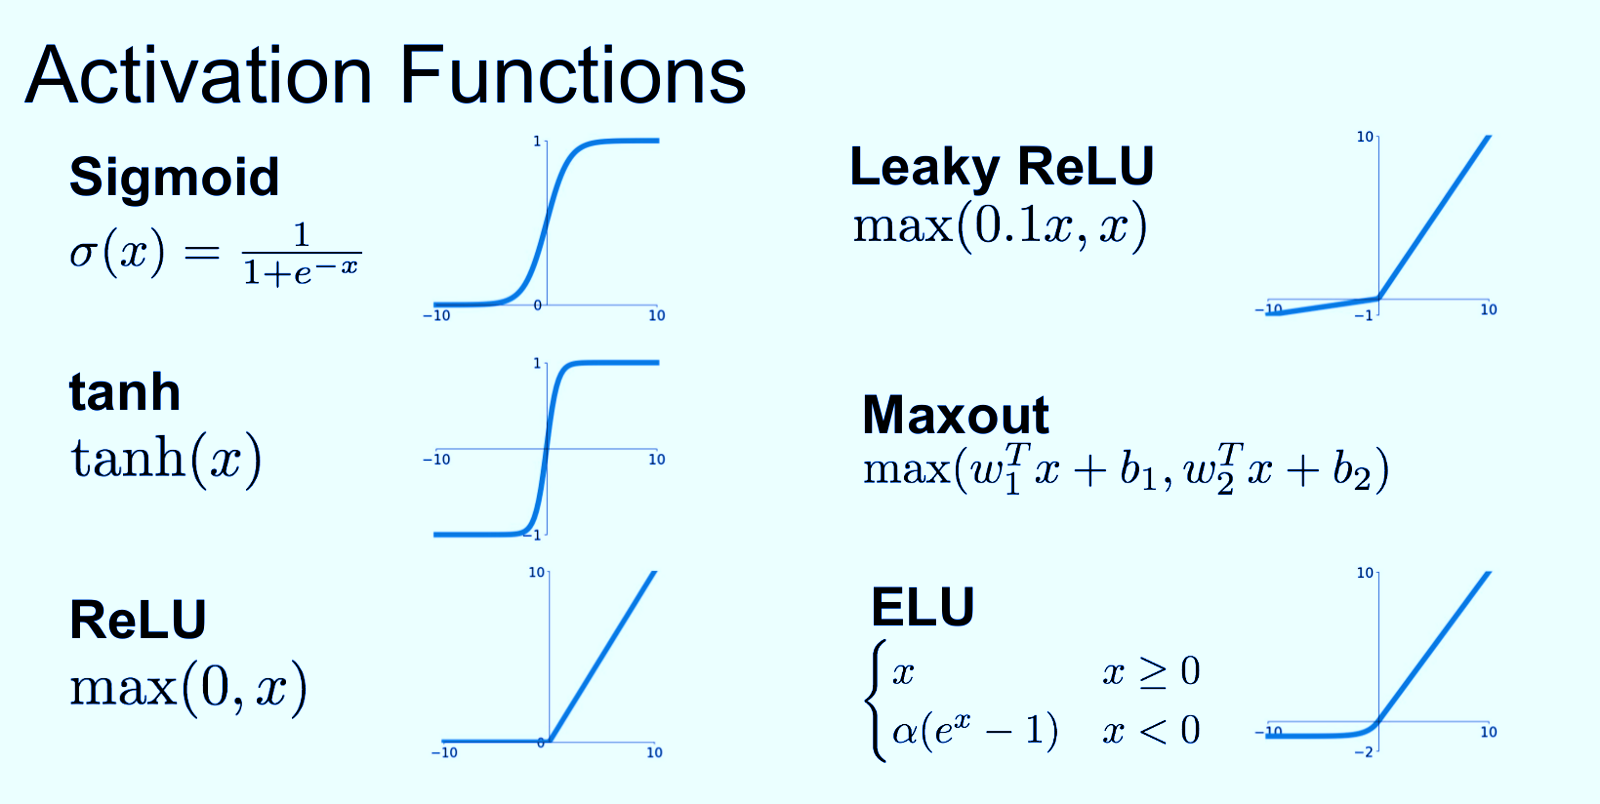 Activation Functions
Sigmoid
σ(x) = 1/(1+e^{-x})
1
0
-10
10
tanh
tanh(x)
1
-10
10
-1
ReLU
max(0, x)
10
0
-10
10
Leaky ReLU
max(0.1x, x)
10
-10
-1
10
Maxout
max(w_1^T x + b_1, w_2^T x + b_2)
ELU
{ x x ≥ 0
α(e^x − 1) x < 0
10
-10
-2
10